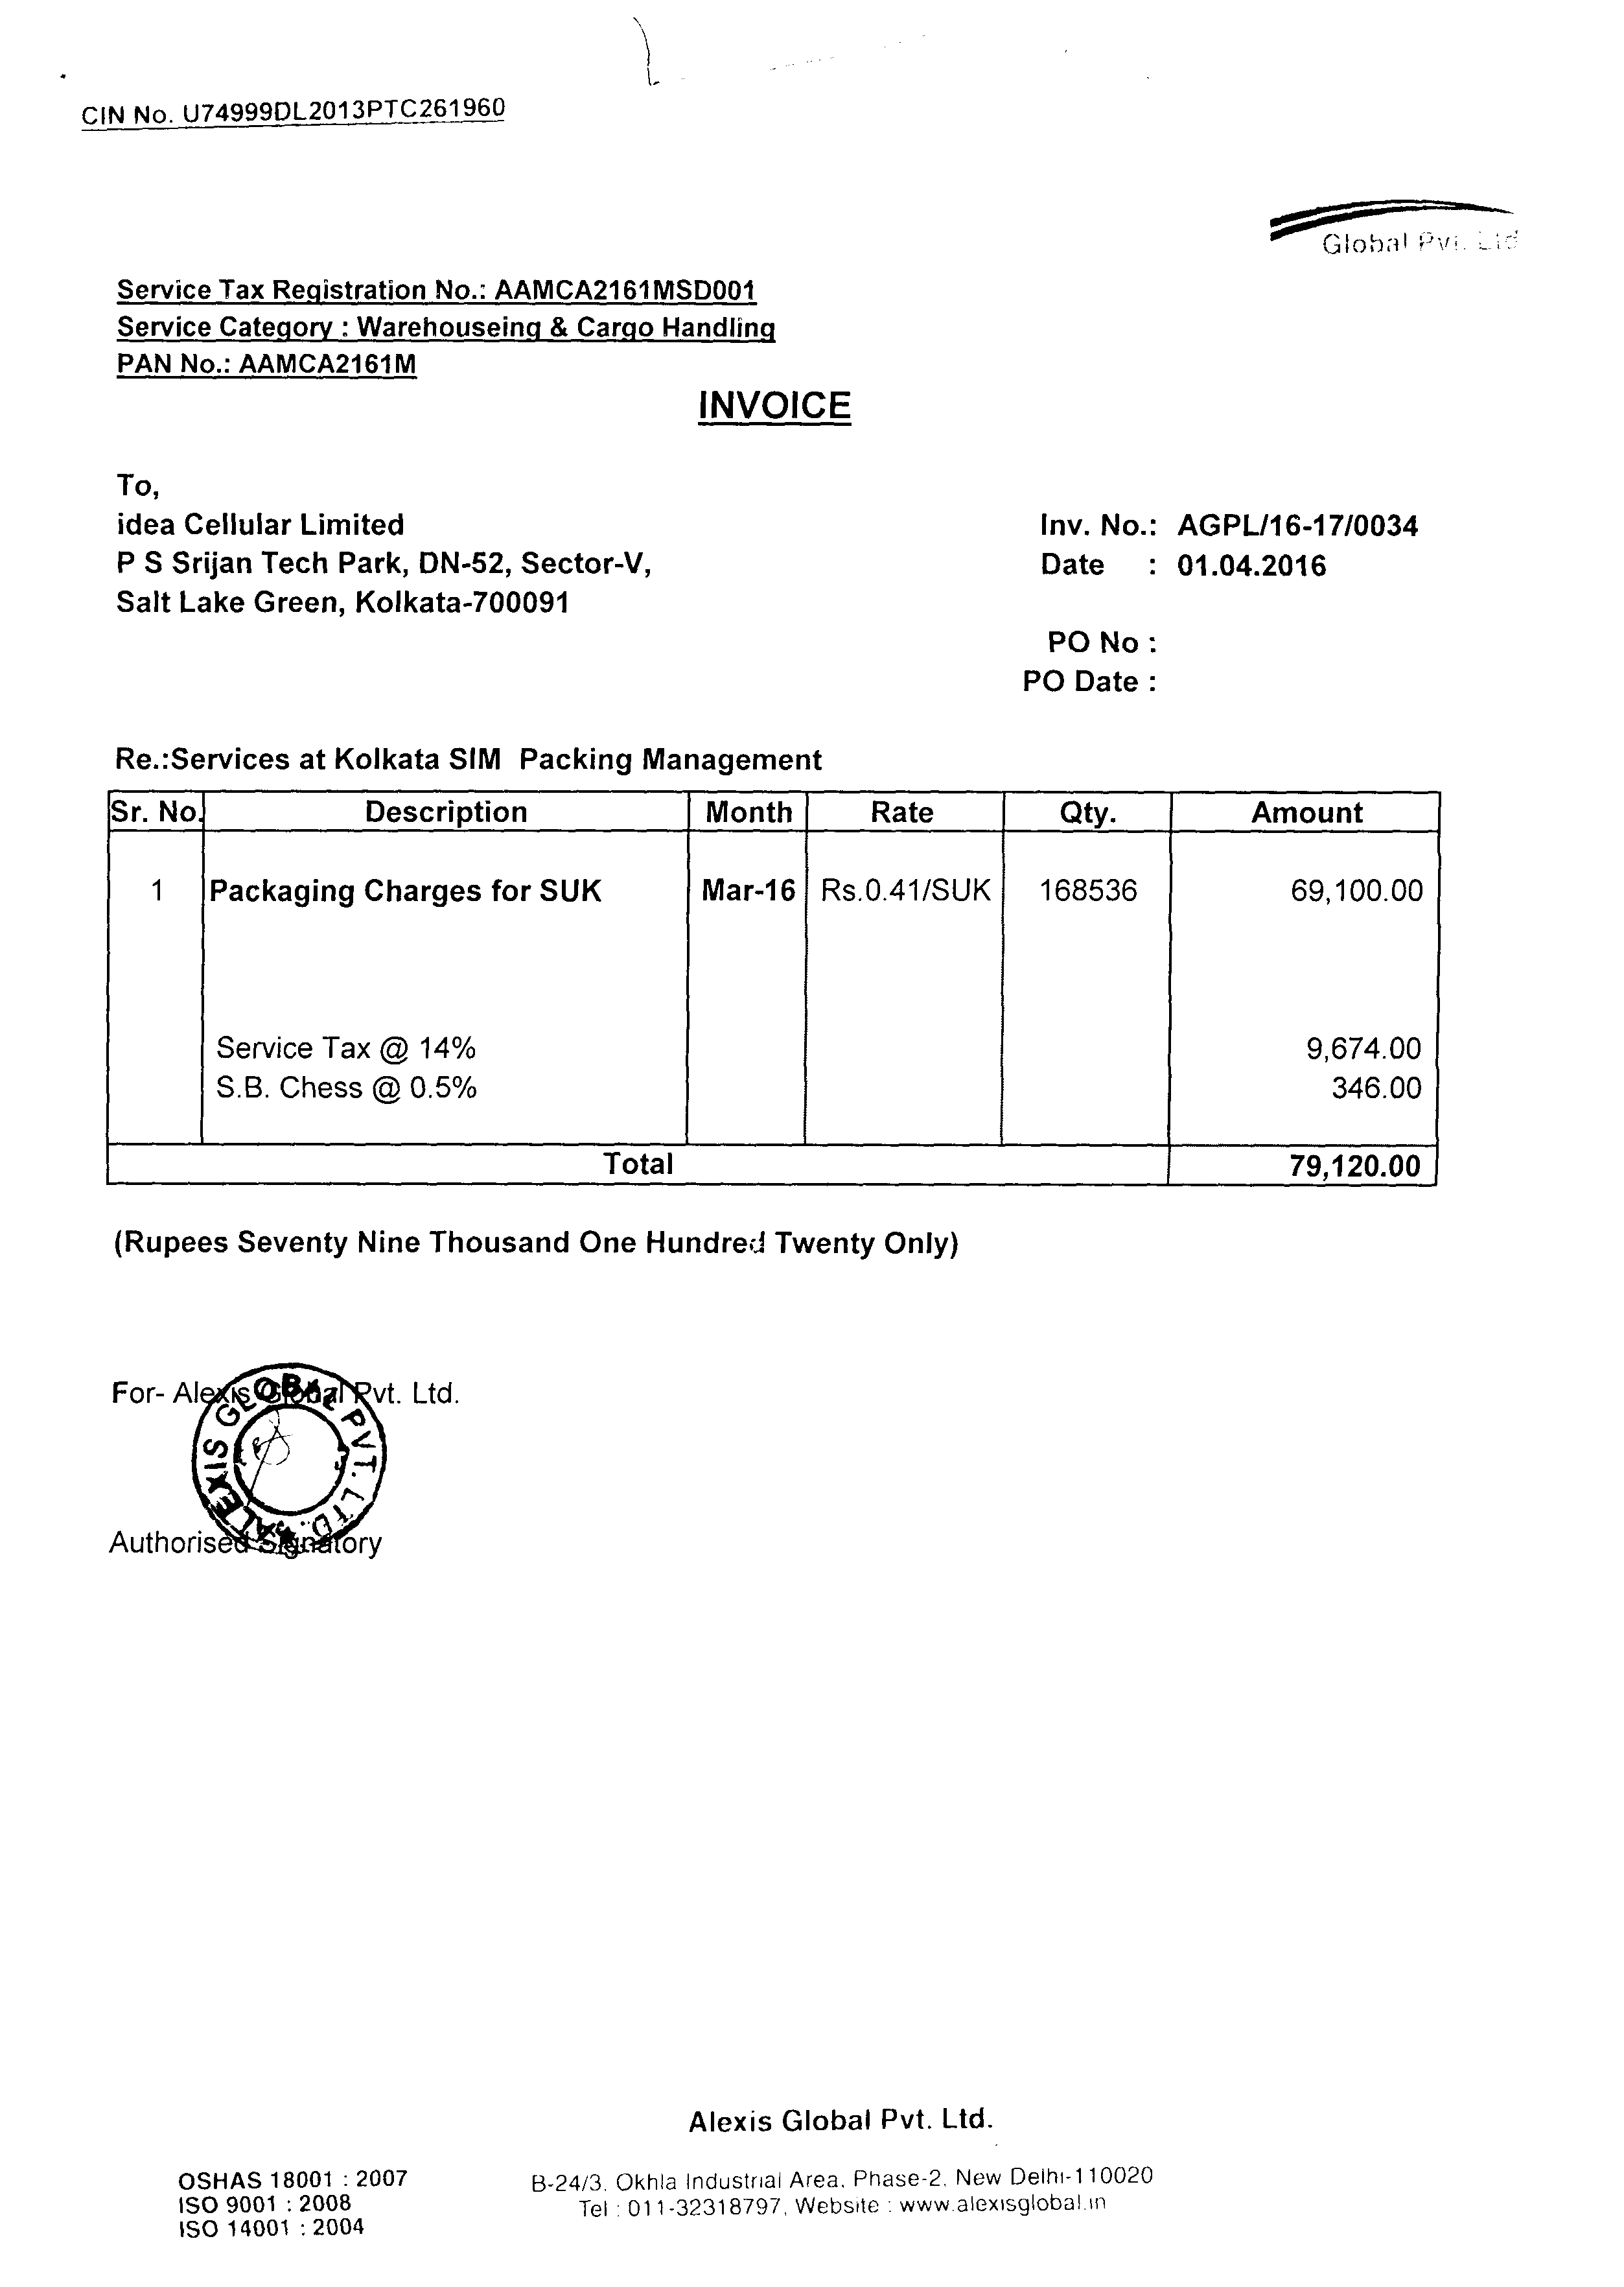 CIN No. U74999DL2013PTC261960
Global Pvt. Ltd
Service Tax Registration No.: AAMCA2161MSD001
Service Category : Warehouseing & Cargo Handling
PAN No.: AAMCA2161M
INVOICE
To,
idea Cellular Limited
P S Srijan Tech Park, DN-52, Sector-V,
Salt Lake Green, Kolkata-700091
Inv. No.: AGPL/16-17/0034
Date : 01.04.2016
PO No :
PO Date :
Re.:Services at Kolkata SIM Packing Management
Sr. No. Description Month Rate Qty. Amount
1 Packaging Charges for SUK Mar-16 Rs.0.41/SUK 168536 69,100.00
Service Tax @ 14% 9,674.00
S.B. Chess @ 0.5% 346.00
Total 79,120.00
(Rupees Seventy Nine Thousand One Hundred Twenty Only)
For- Alexis Global Pvt. Ltd.
ALEXIS GLOBAL PVT. LTD.
Authorised Signatory
Alexis Global Pvt. Ltd.
OSHAS 18001 : 2007
ISO 9001 : 2008
ISO 14001 : 2004
B-24/3, Okhla Industrial Area, Phase-2, New Delhi-110020
Tel : 011-32318797, Website : www.alexisglobal.in